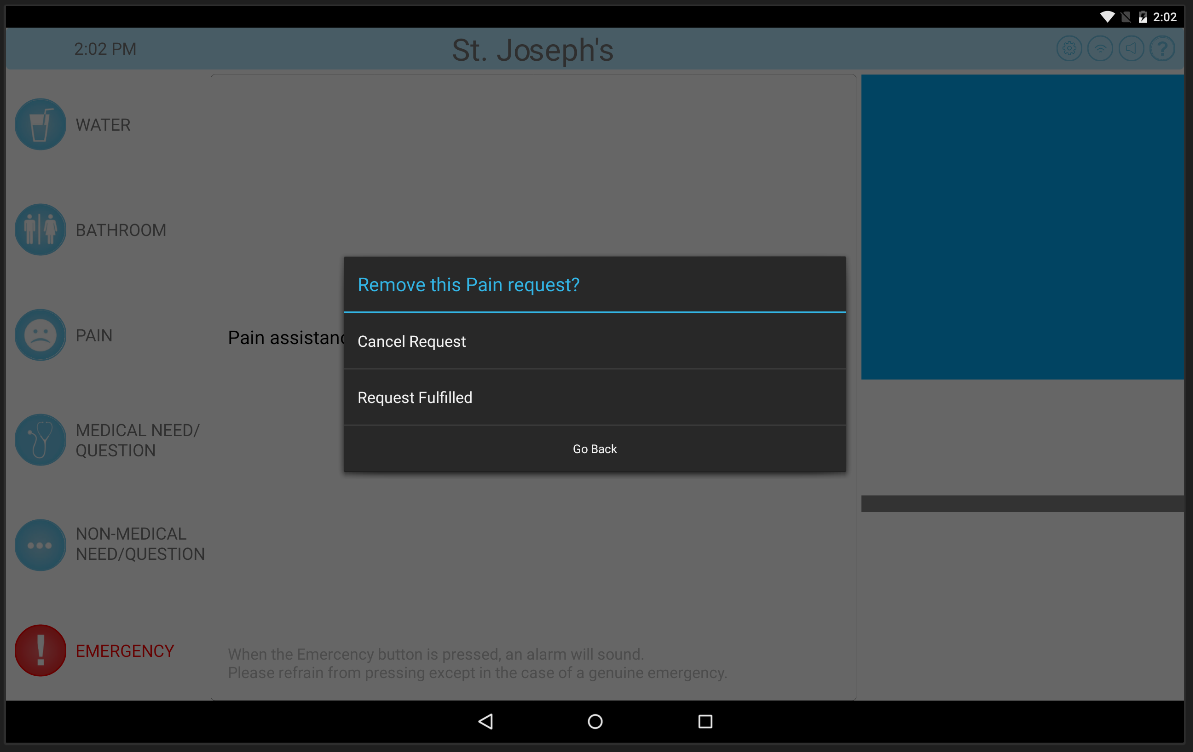 2:02
2:02 PM
St. Joseph's
?
WATER
BATHROOM
PAIN
MEDICAL NEED/
QUESTION
NON-MEDICAL
NEED/QUESTION
EMERGENCY
Remove this Pain request?
Pain assistanc
Cancel Request
Request Fulfilled
Go Back
When the Emercency button is pressed, an alarm will sound.
Please refrain from pressing except in the case of a genuine emergency.